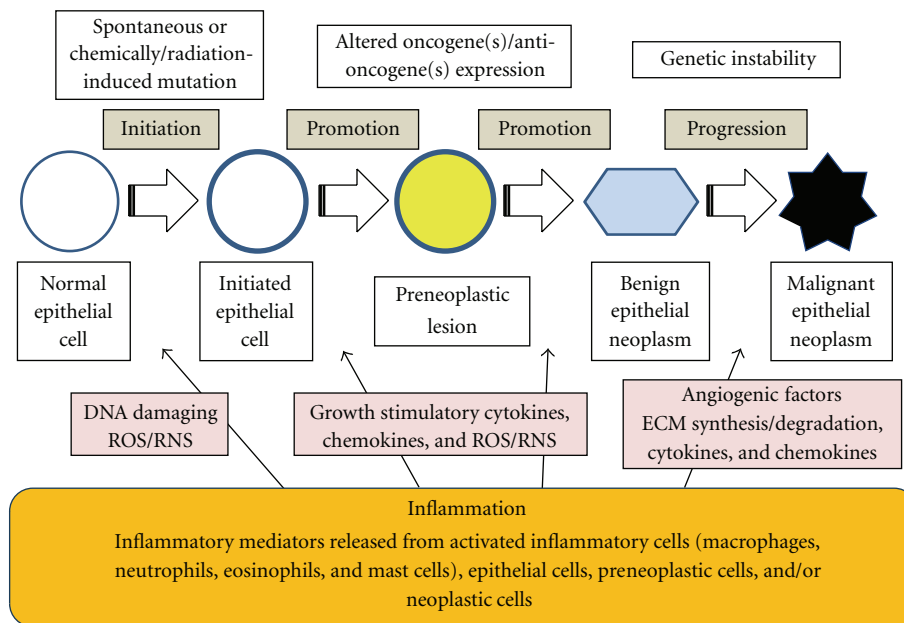 Spontaneous or
chemically/radiation-
induced mutation
Altered oncogene(s)/anti-
oncogene(s) expression
Genetic instability
Initiation
Promotion
Promotion
Progression
Normal
epithelial
cell
Initiated
epithelial
cell
Preneoplastic
lesion
Benign
epithelial
neoplasm
Malignant
epithelial
neoplasm
DNA damaging
ROS/RNS
Growth stimulatory cytokines,
chemokines, and ROS/RNS
Angiogenic factors
ECM synthesis/degradation,
cytokines, and chemokines
Inflammation
Inflammatory mediators released from activated inflammatory cells (macrophages,
neutrophils, eosinophils, and mast cells), epithelial cells, preneoplastic cells, and/or
neoplastic cells